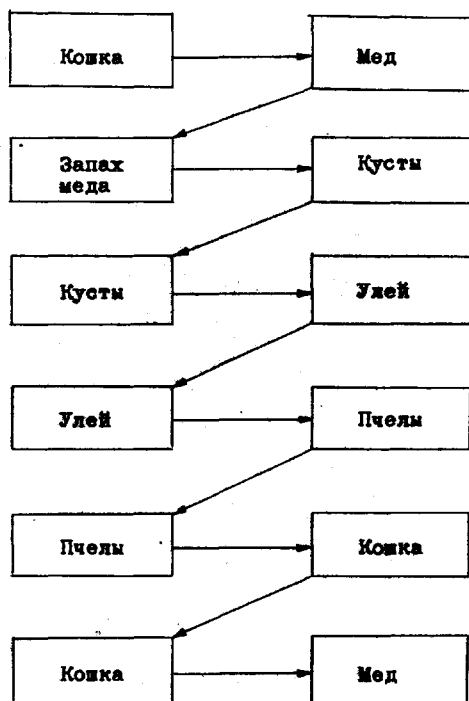 Кошка
Мед
Запах
меда
Кусты
Кусты
Улей
Улей
Пчелы
Пчелы
Кошка
Кошка
Мед